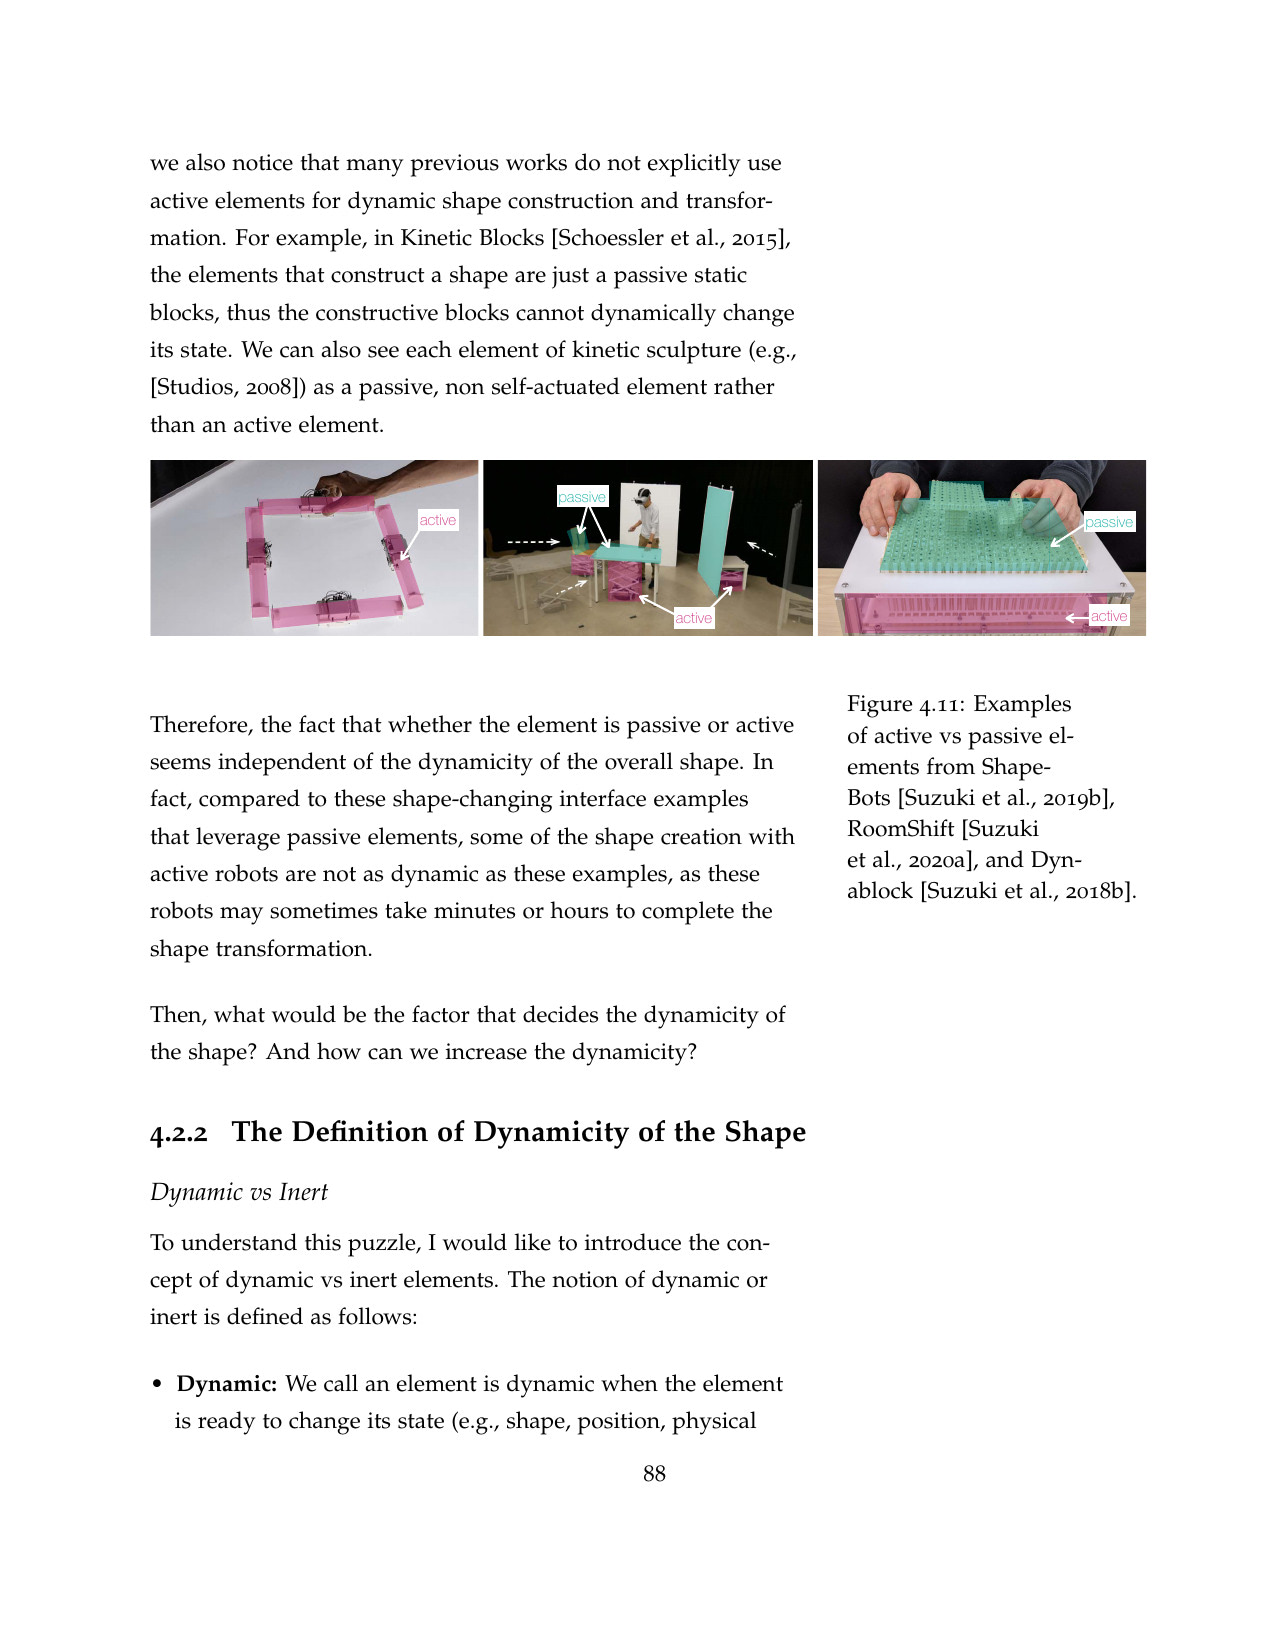 we also notice that many previous works do not explicitly use
active elements for dynamic shape construction and transfor-
mation. For example, in Kinetic Blocks [Schoessler et al., 2015],
the elements that construct a shape are just a passive static
blocks, thus the constructive blocks cannot dynamically change
its state. We can also see each element of kinetic sculpture (e.g.,
[Studios, 2008]) as a passive, non self-actuated element rather
than an active element.
active
passive
active
passive
active
Figure 4.11: Examples
of active vs passive el-
ements from Shape-
Bots [Suzuki et al., 2019b],
RoomShift [Suzuki
et al., 2020a], and Dyn-
ablock [Suzuki et al., 2018b].
Therefore, the fact that whether the element is passive or active
seems independent of the dynamicity of the overall shape. In
fact, compared to these shape-changing interface examples
that leverage passive elements, some of the shape creation with
active robots are not as dynamic as these examples, as these
robots may sometimes take minutes or hours to complete the
shape transformation.
Then, what would be the factor that decides the dynamicity of
the shape? And how can we increase the dynamicity?
4.2.2 The Definition of Dynamicity of the Shape
Dynamic vs Inert
To understand this puzzle, I would like to introduce the con-
cept of dynamic vs inert elements. The notion of dynamic or
inert is defined as follows:
• Dynamic: We call an element is dynamic when the element
is ready to change its state (e.g., shape, position, physical
88